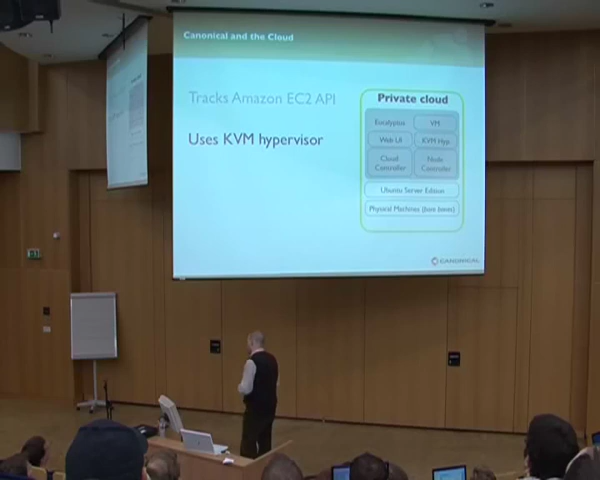 Canonical and the Cloud
Tracks Amazon EC2 API
Uses KVM hypervisor
Private cloud
Eucalyptus
VM
Web UI
KVM Hyp.
Cloud
Controller
Node
Controller
Ubuntu Server Edition
Physical Machines (bare bones)
CANONICAL